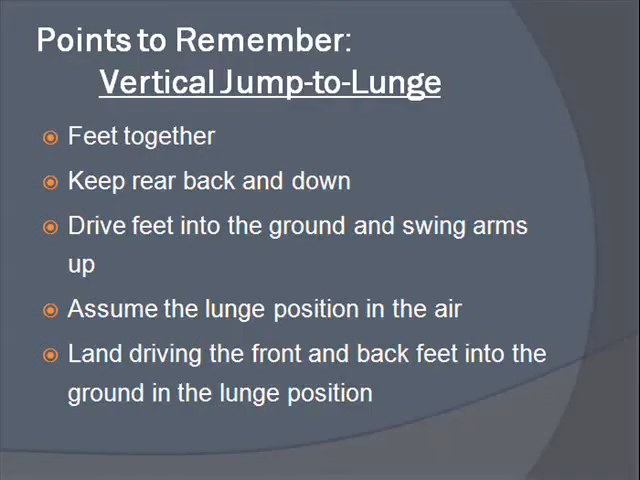 Points to Remember:
Vertical Jump-to-Lunge
Feet together
Keep rear back and down
Drive feet into the ground and swing arms
up
Assume the lunge position in the air
Land driving the front and back feet into the
ground in the lunge position